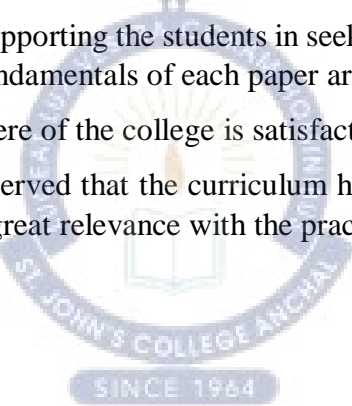 pporting the students in seek
ndamentals of each paper ar
ere of the college is satisfact
erved that the curriculum h
great relevance with the prac
ST. JOHN'S COLLEGE ANCHAL
SINCE 1964